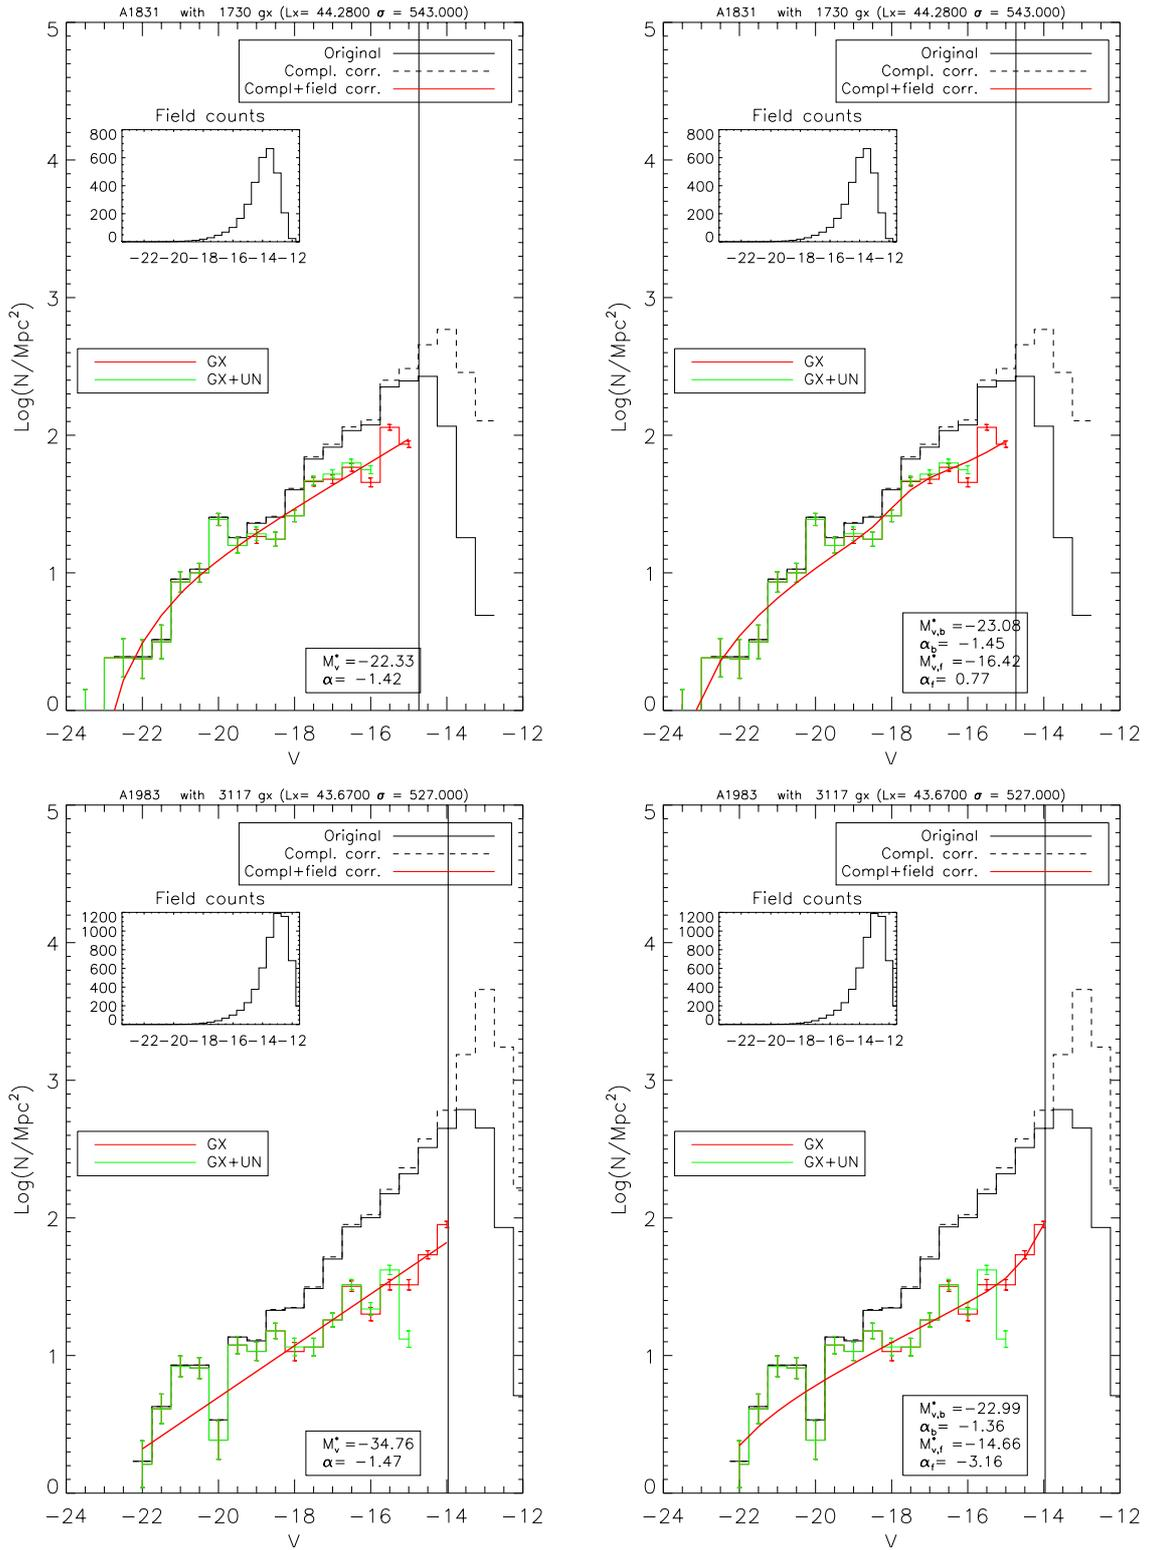 A1831 with 1730 gx (Lx= 44.2800 σ = 543.000)
Original
Compl. corr.
Compl+field corr.
Field counts
800
600
400
200
0
-22-20-18-16-14-12
GX
GX+UN
M*v =-22.33
α= -1.42
Log(N/Mpc²)
5
4
3
2
1
0
-24 -22 -20 -18 -16 -14 -12
V
A1831 with 1730 gx (Lx= 44.2800 σ = 543.000)
Original
Compl. corr.
Compl+field corr.
Field counts
800
600
400
200
0
-22-20-18-16-14-12
GX
GX+UN
M*v,b =-23.08
αb= -1.45
M*v,f =-16.42
αf= 0.77
Log(N/Mpc²)
5
4
3
2
1
0
-24 -22 -20 -18 -16 -14 -12
V
A1983 with 3117 gx (Lx= 43.6700 σ = 527.000)
Original
Compl. corr.
Compl+field corr.
Field counts
1200
1000
800
600
400
200
0
-22-20-18-16-14-12
GX
GX+UN
M*v =-34.76
α= -1.47
Log(N/Mpc²)
5
4
3
2
1
0
-24 -22 -20 -18 -16 -14 -12
V
A1983 with 3117 gx (Lx= 43.6700 σ = 527.000)
Original
Compl. corr.
Compl+field corr.
Field counts
1200
1000
800
600
400
200
0
-22-20-18-16-14-12
GX
GX+UN
M*v,b =-22.99
αb= -1.36
M*v,f =-14.66
αf= -3.16
Log(N/Mpc²)
5
4
3
2
1
0
-24 -22 -20 -18 -16 -14 -12
V